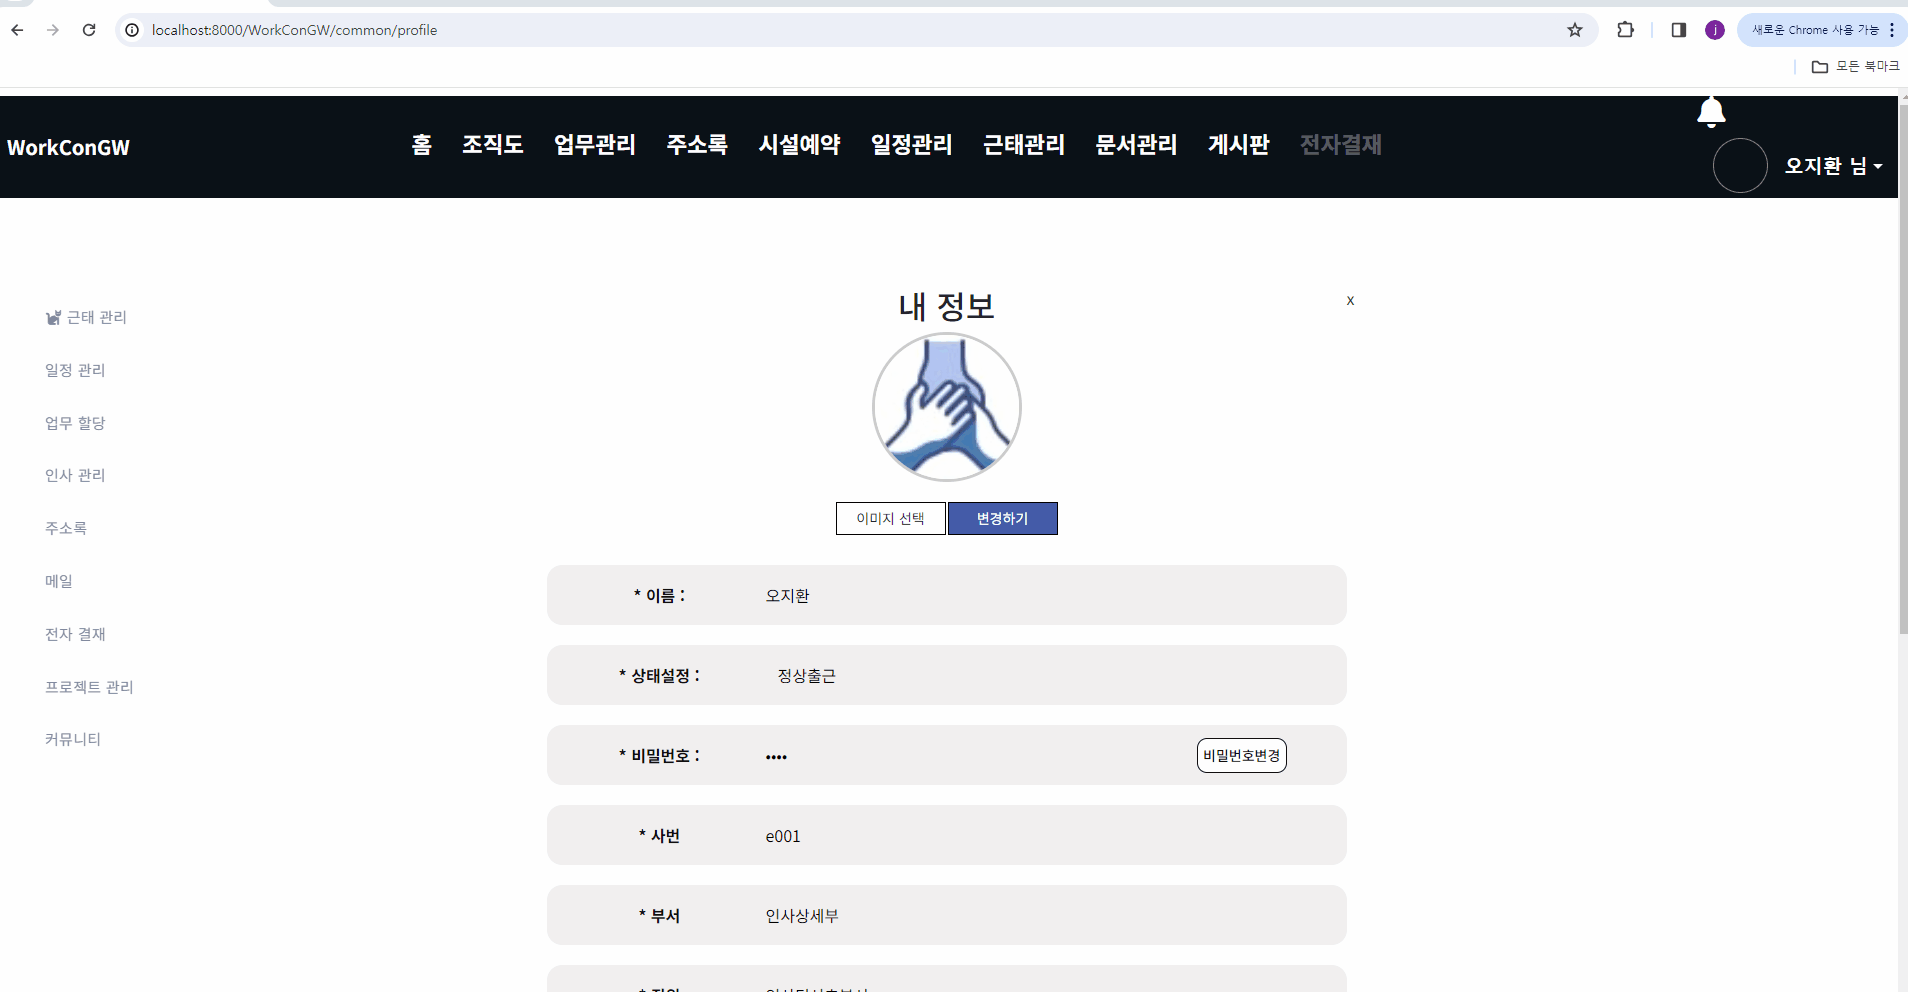 localhost:8000/WorkConGW/common/profile
j
새로운 Chrome 사용 가능
모든 북마크
WorkConGW 홈 조직도 업무관리 주소록 시설예약 일정관리 근태관리 문서관리 게시판 전자결재 오지환 님
내 정보
x
근태 관리
일정 관리
업무 할당
인사 관리
주소록
메일
전자 결재
프로젝트 관리
커뮤니티
이미지 선택 변경하기
* 이름 : 오지환
* 상태설정 : 정상출근
* 비밀번호 : •••• 비밀번호변경
* 사번 e001
* 부서 인사상세부